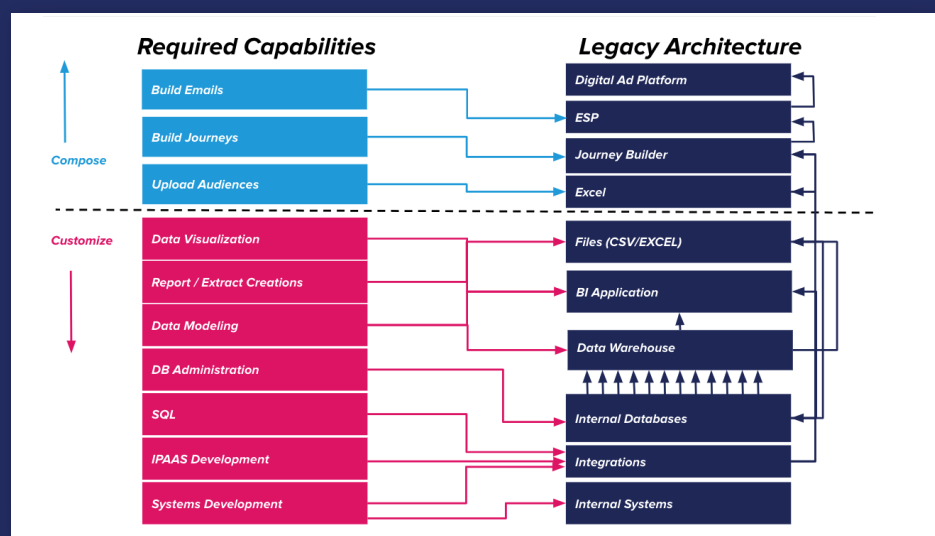 Required Capabilities
Legacy Architecture
Build Emails
Build Journeys
Upload Audiences
Compose
Customize
Data Visualization
Report / Extract Creations
Data Modeling
DB Administration
SQL
IPAAS Development
Systems Development
Digital Ad Platform
ESP
Journey Builder
Excel
Files (CSV/EXCEL)
BI Application
Data Warehouse
Internal Databases
Integrations
Internal Systems